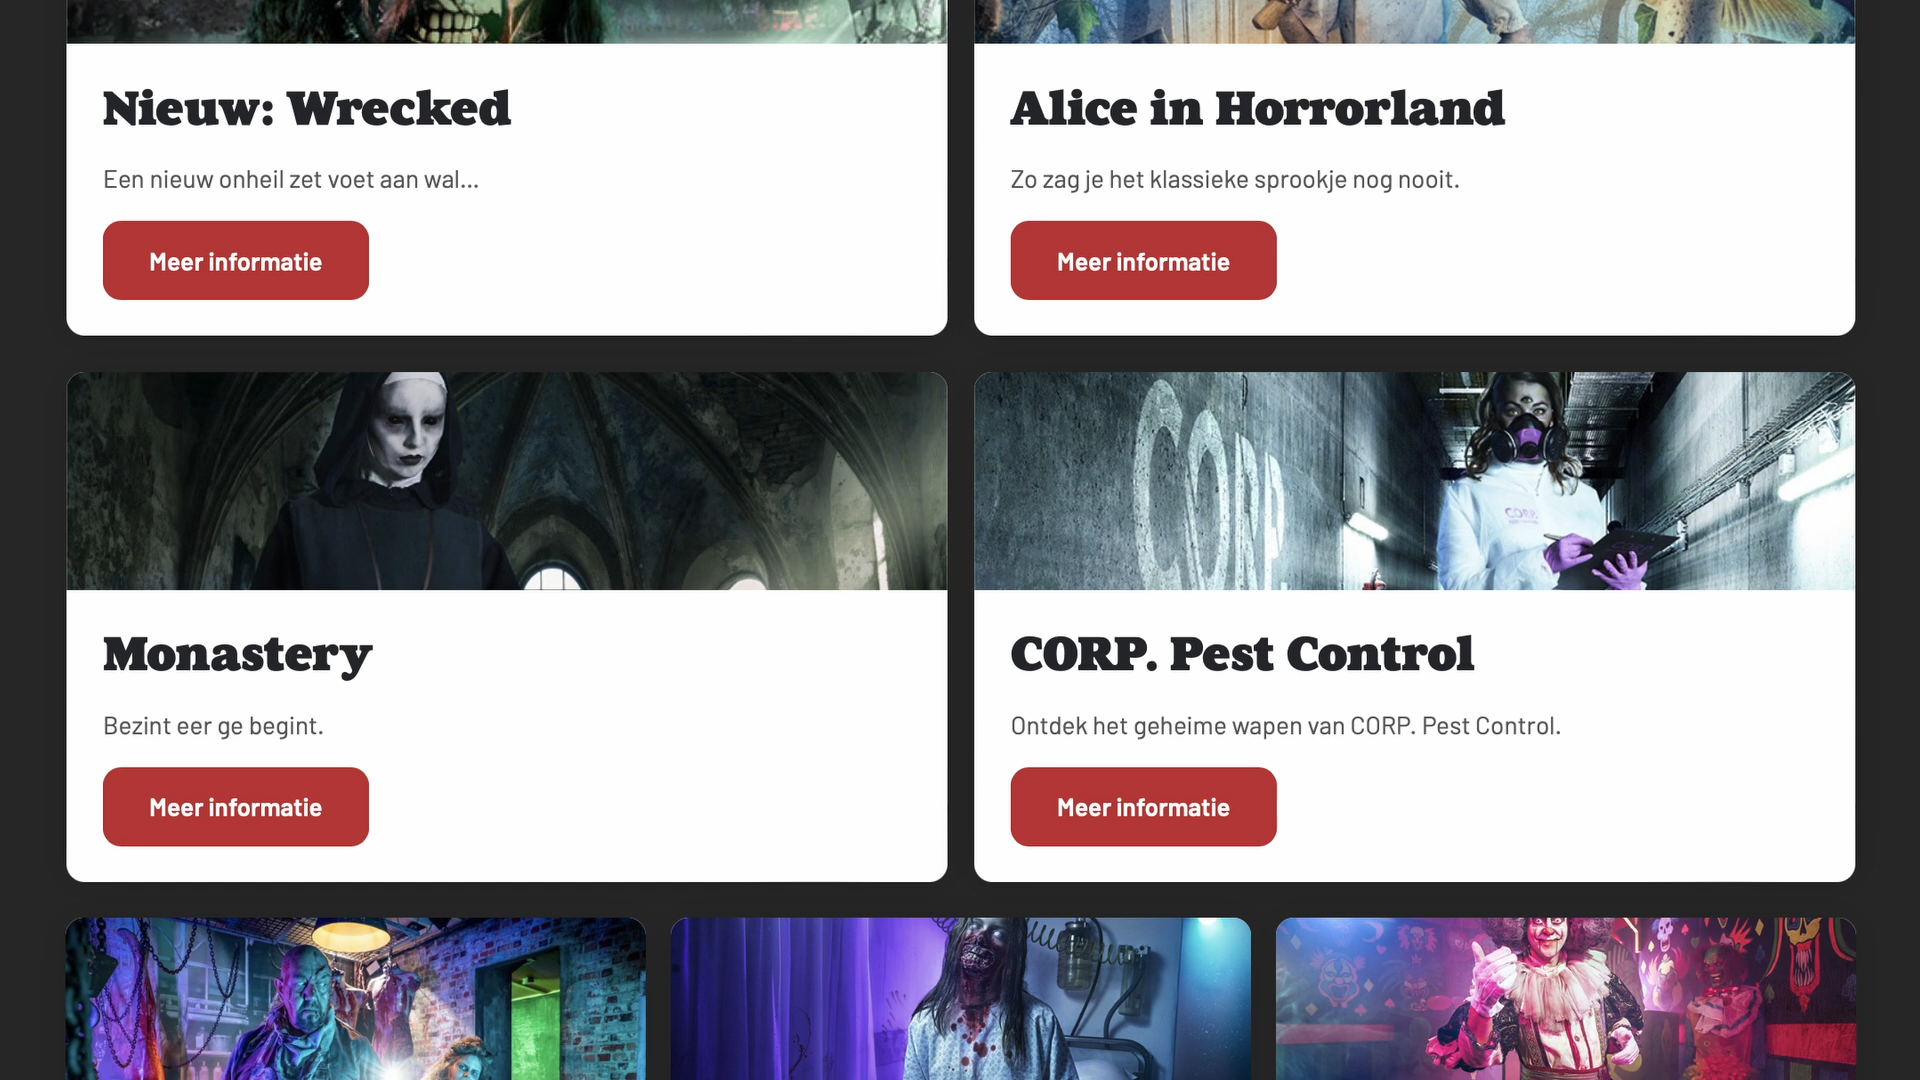 Nieuw: Wrecked
Een nieuw onheil zet voet aan wal...
Meer informatie
Alice in Horrorland
Zo zag je het klassieke sprookje nog nooit.
Meer informatie
CORP.
CORP.
Monastery
Bezint eer ge begint.
Meer informatie
CORP. Pest Control
Ontdek het geheime wapen van CORP. Pest Control.
Meer informatie